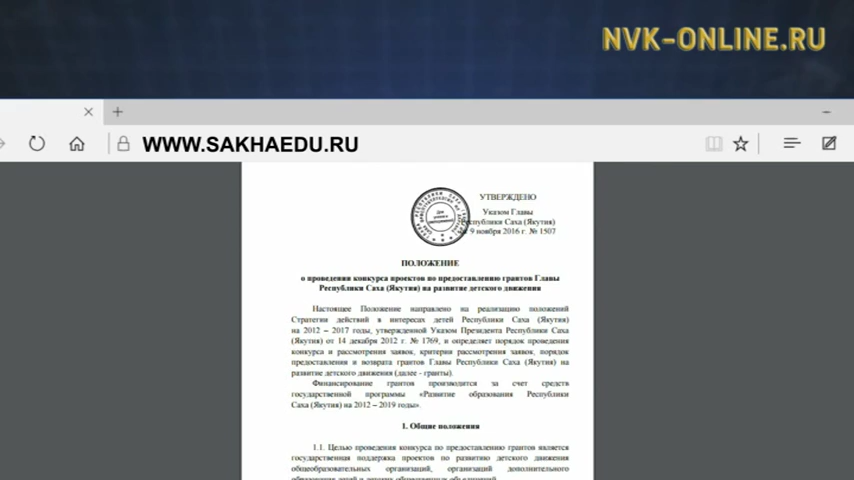 NVK-ONLINE.RU
WWW.SAKHAEDU.RU
УТВЕРЖДЕНО
Указом Главы
Республики Саха (Якутия)
9 ноября 2016 г. № 1507
ПОЛОЖЕНИЕ
о проведении конкурса проектов по предоставлению грантов Главы
Республики Саха (Якутия) на развитие детского движения
Настоящее Положение направлено на реализацию положений
Стратегии действий в интересах детей Республики Саха (Якутия)
на 2012 – 2017 годы, утвержденной Указом Президента Республики Саха
(Якутия) от 14 декабря 2012 г. № 1769, и определяет порядок проведения
конкурса и рассмотрения заявок, критерии рассмотрения заявок, порядок
предоставления и возврата грантов Главы Республики Саха (Якутия) на
развитие детского движения (далее - гранты).
Финансирование грантов производится за счет средств
государственной программы «Развитие образования Республики
Саха (Якутия) на 2012 – 2019 годы».
1. Общие положения
1.1. Целью проведения конкурса по предоставлению грантов является
государственная поддержка проектов по развитию детского движения
общеобразовательных организаций, организаций дополнительного